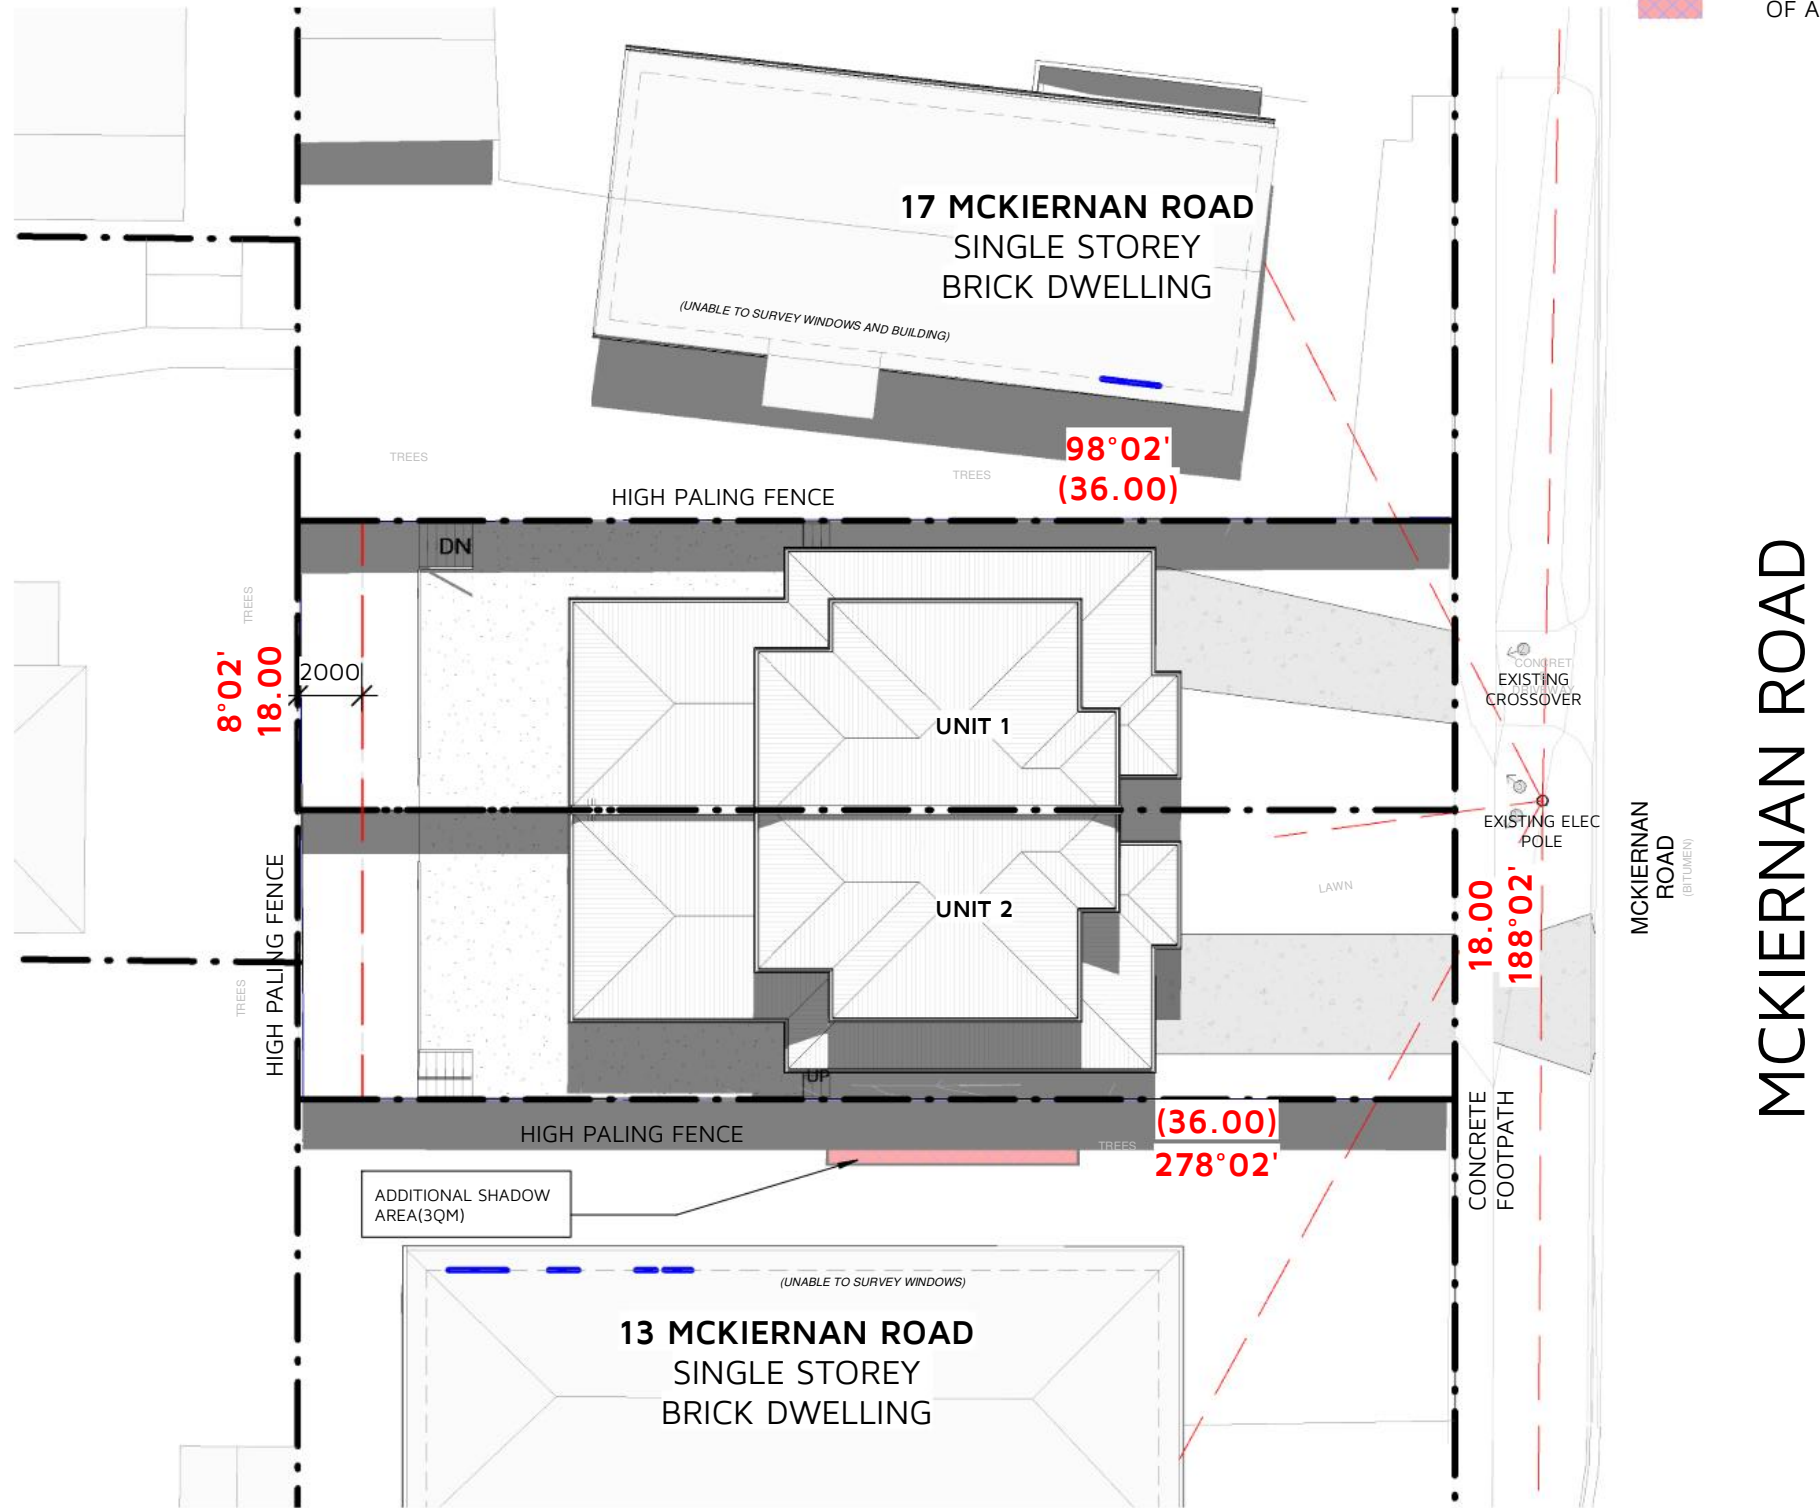 OF A
17 MCKIERNAN ROAD
SINGLE STOREY
BRICK DWELLING
(UNABLE TO SURVEY WINDOWS AND BUILDING)
98°02'
(36.00)
TREES
TREES
HIGH PALING FENCE
DN
TREES
8°02'
18.00
2000
UNIT 1
CONCRET
DRIVEWAY
EXISTING
CROSSOVER
EXISTING ELEC
POLE
MCKIERNAN
ROAD
(BITUMEN)
MCKIERNAN ROAD
LAWN
UNIT 2
18.00
188°02'
HIGH PALING FENCE
TREES
UP
CONCRETE
FOOTPATH
HIGH PALING FENCE
TREES
(36.00)
278°02'
ADDITIONAL SHADOW
AREA(3QM)
(UNABLE TO SURVEY WINDOWS)
13 MCKIERNAN ROAD
SINGLE STOREY
BRICK DWELLING